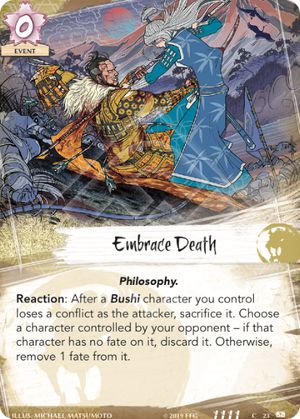 0
EVENT
Embrace Death
Philosophy.
Reaction: After a Bushi character you control
loses a conflict as the attacker, sacrifice it. Choose
a character controlled by your opponent – if that
character has no fate on it, discard it. Otherwise,
remove 1 fate from it.
ILLUS: MICHAEL MATSUMOTO
©2019 FFG
1111
C 23